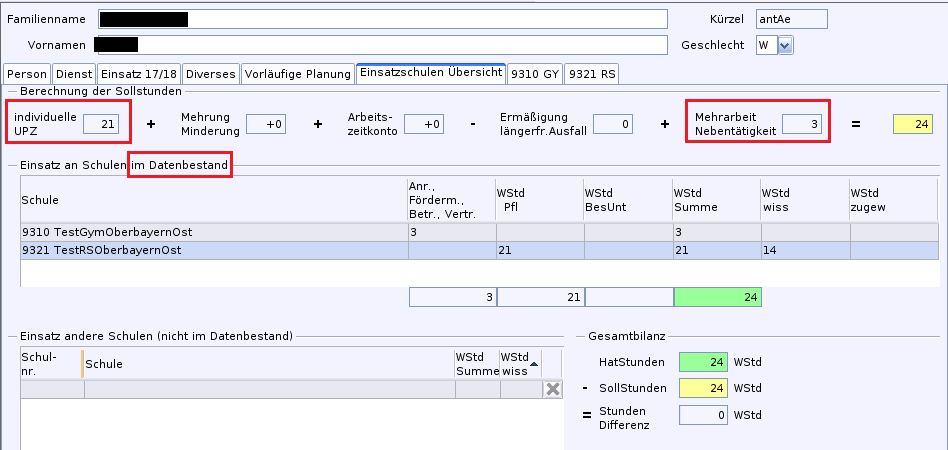 Familienname Kürzel antAe
Vornamen Geschlecht W
Person Dienst Einsatz 17/18 Diverses Vorläufige Planung Einsatzschulen Übersicht 9310 GY 9321 RS
Berechnung der Sollstunden
individuelle UPZ 21 + Mehrung Minderung +0 + Arbeits-zeitkonto +0 - Ermäßigung längerfr.Ausfall 0 + Mehrarbeit Nebentätigkeit 3 = 24
Einsatz an Schulen im Datenbestand
Schule Anr., Förderm., Betr., Vertr. WStd Pfl WStd BesUnt WStd Summe WStd wiss WStd zugew
9310 TestGymOberbayernOst 3 3
9321 TestRSOberbayernOst 21 21 14
3 21 24
Einsatz andere Schulen (nicht im Datenbestand)
Schul-nr. Schule WStd Summe WStd wiss
Gesamtbilanz
HatStunden 24 WStd
- SollStunden 24 WStd
= Stunden Differenz 0 WStd